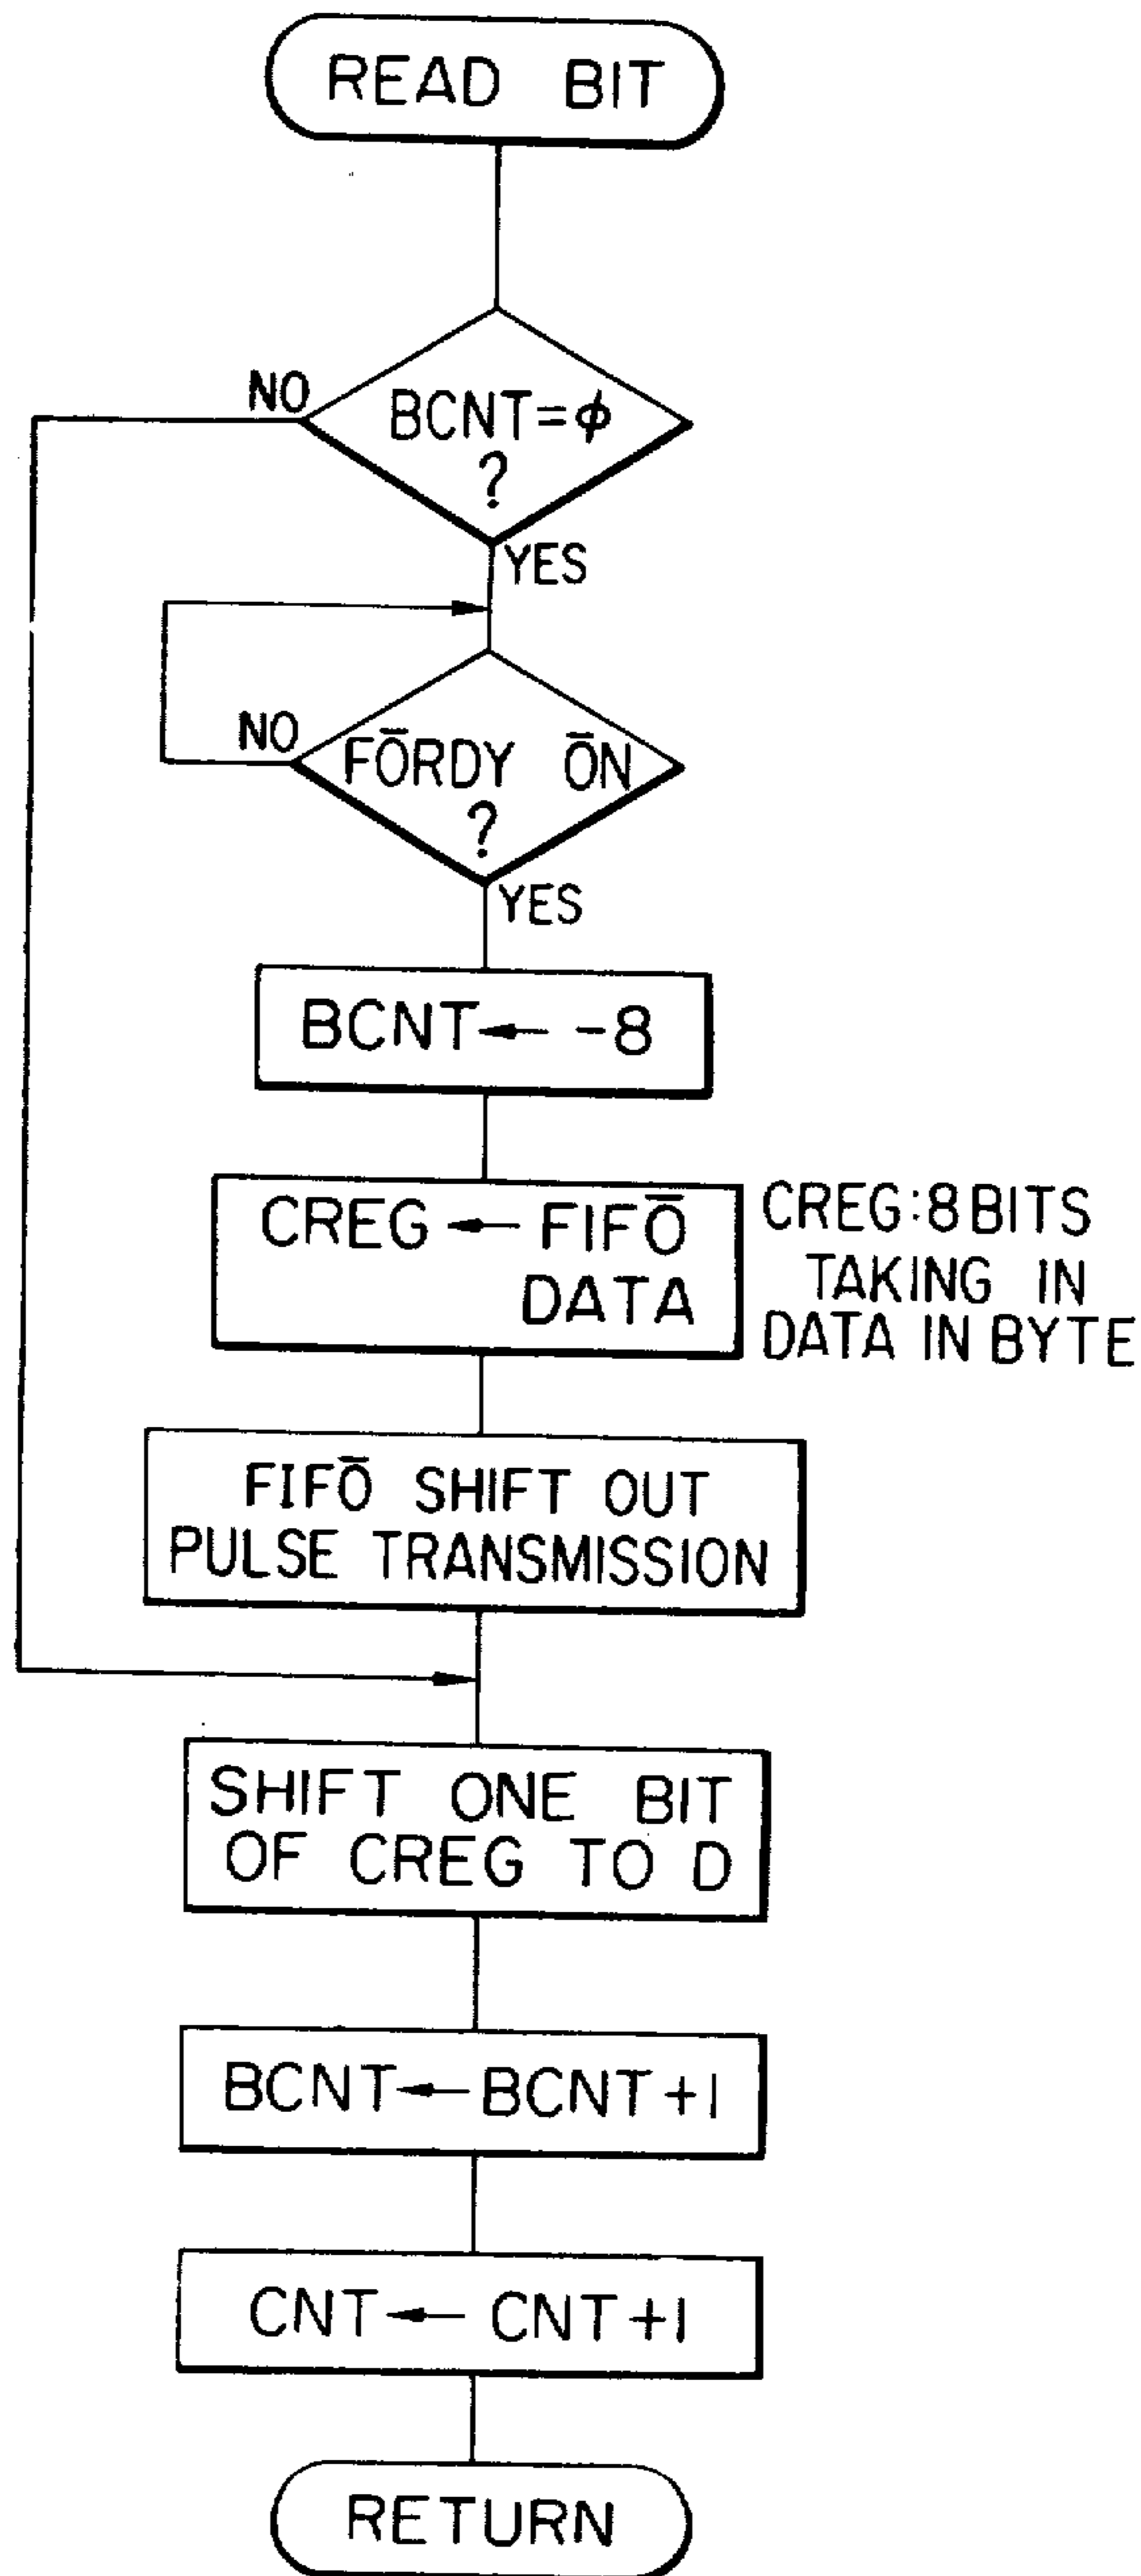 READ BIT
NO
BCNT=ϕ
?
YES
NO
FŌRDY ŌN
?
YES
BCNT ← -8
CREG ← FIFŌ
DATA
CREG:8BITS
TAKING IN
DATA IN BYTE
FIFŌ SHIFT OUT
PULSE TRANSMISSION
SHIFT ONE BIT
OF CREG TO D
BCNT ← BCNT+1
CNT ← CNT+1
RETURN